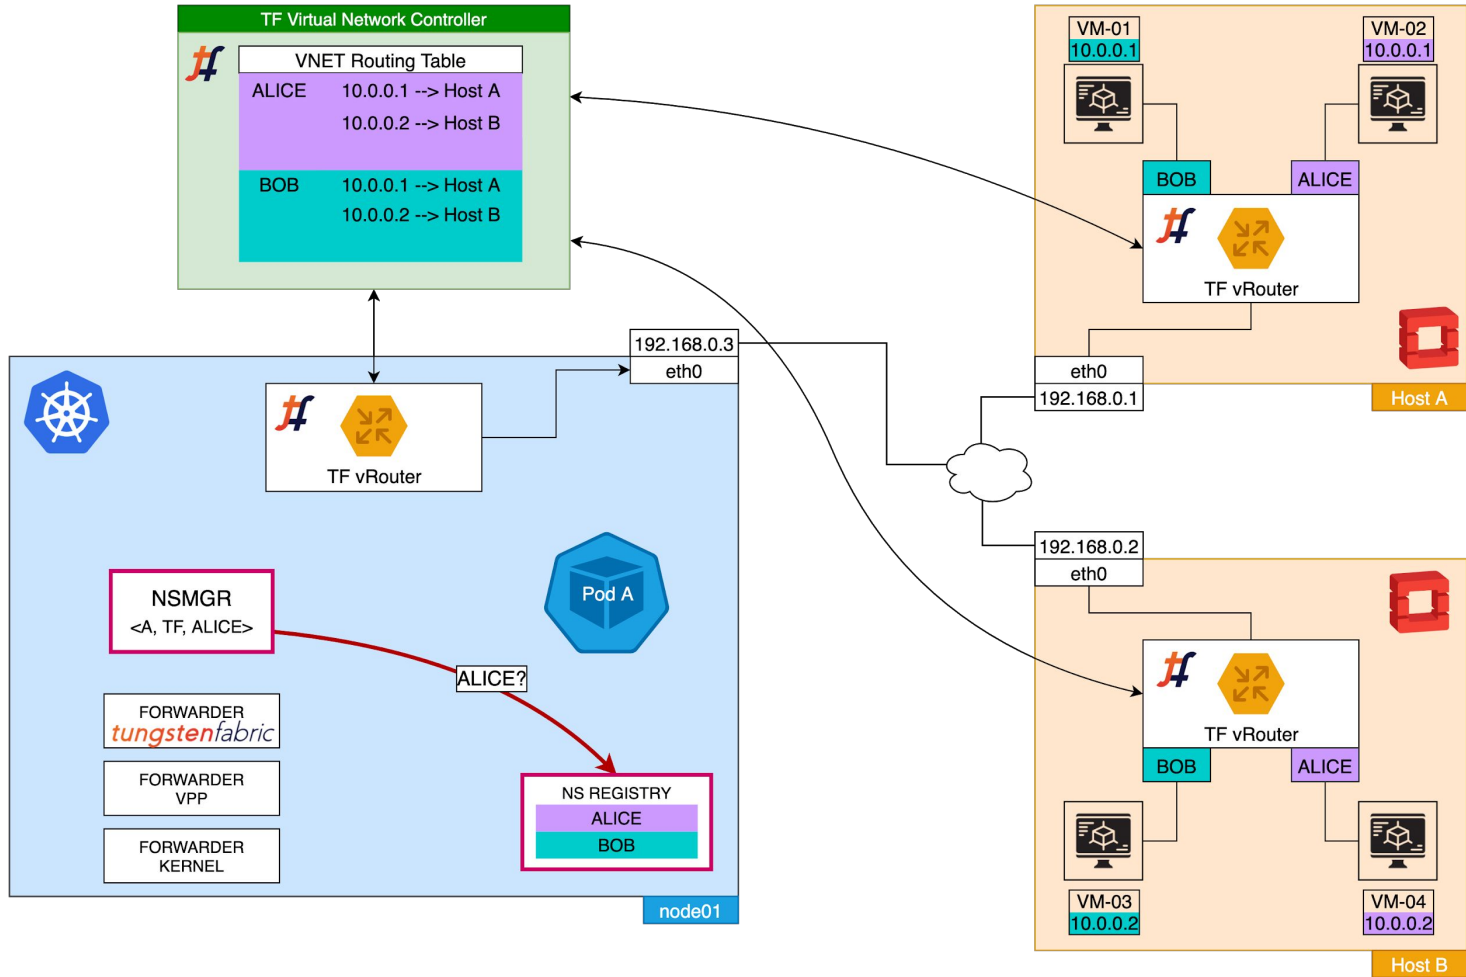 TF Virtual Network Controller
VNET Routing Table
ALICE 10.0.0.1 --> Host A
10.0.0.2 --> Host B
BOB 10.0.0.1 --> Host A
10.0.0.2 --> Host B
VM-01
10.0.0.1
VM-02
10.0.0.1
BOB
ALICE
TF vRouter
eth0
192.168.0.1
Host A
192.168.0.3
eth0
TF vRouter
NSMGR
<A, TF, ALICE>
Pod A
ALICE?
FORWARDER
tungstenfabric
FORWARDER
VPP
FORWARDER
KERNEL
NS REGISTRY
ALICE
BOB
node01
192.168.0.2
eth0
TF vRouter
BOB
ALICE
VM-03
10.0.0.2
VM-04
10.0.0.2
Host B